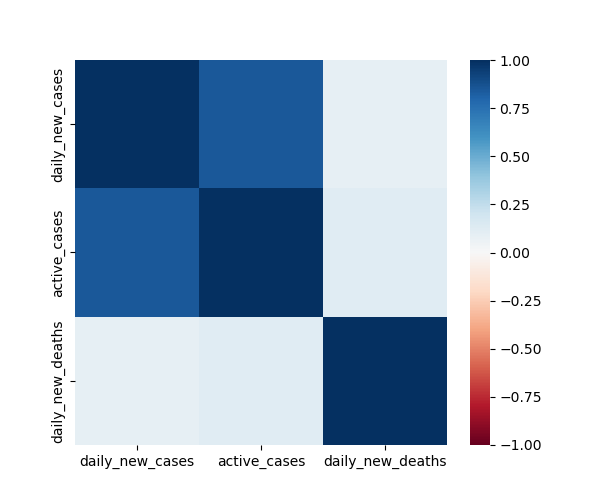 daily_new_cases
active_cases
daily_new_deaths
daily_new_cases
active_cases
daily_new_deaths
1.00
0.75
0.50
0.25
0.00
−0.25
−0.50
−0.75
−1.00